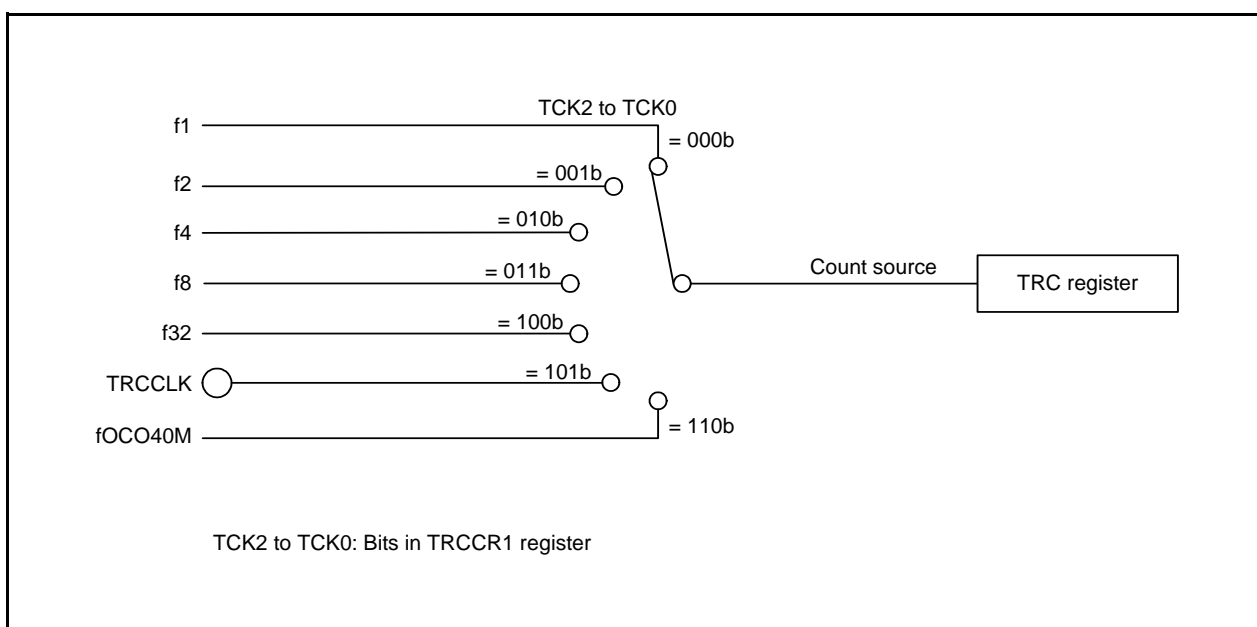 TCK2 to TCK0
f1
= 000b
f2
= 001b
f4
= 010b
f8
= 011b
Count source
TRC register
f32
= 100b
TRCCLK
= 101b
fOCO40M
= 110b
TCK2 to TCK0: Bits in TRCCR1 register